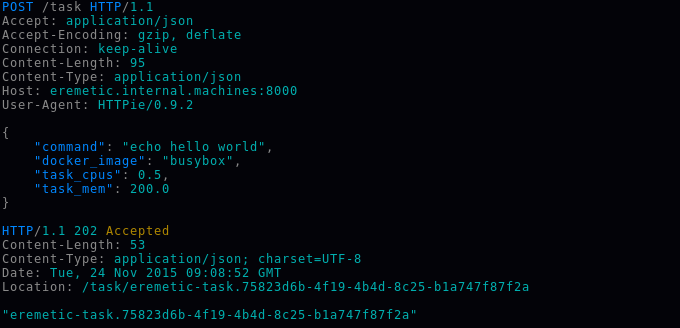 POST /task HTTP/1.1
Accept: application/json
Accept-Encoding: gzip, deflate
Connection: keep-alive
Content-Length: 95
Content-Type: application/json
Host: eremetic.internal.machines:8000
User-Agent: HTTPie/0.9.2

{
    "command": "echo hello world",
    "docker_image": "busybox",
    "task_cpus": 0.5,
    "task_mem": 200.0
}

HTTP/1.1 202 Accepted
Content-Length: 53
Content-Type: application/json; charset=UTF-8
Date: Tue, 24 Nov 2015 09:08:52 GMT
Location: /task/eremetic-task.75823d6b-4f19-4b4d-8c25-b1a747f87f2a

"eremetic-task.75823d6b-4f19-4b4d-8c25-b1a747f87f2a"